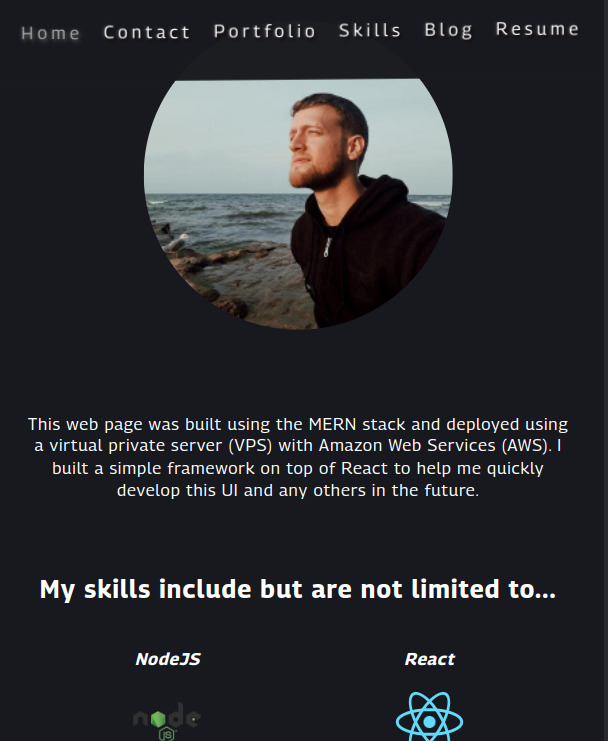 Home Contact Portfolio Skills Blog Resume
This web page was built using the MERN stack and deployed using
a virtual private server (VPS) with Amazon Web Services (AWS). I
built a simple framework on top of React to help me quickly
develop this UI and any others in the future.
My skills include but are not limited to...
NodeJS React
node
JS